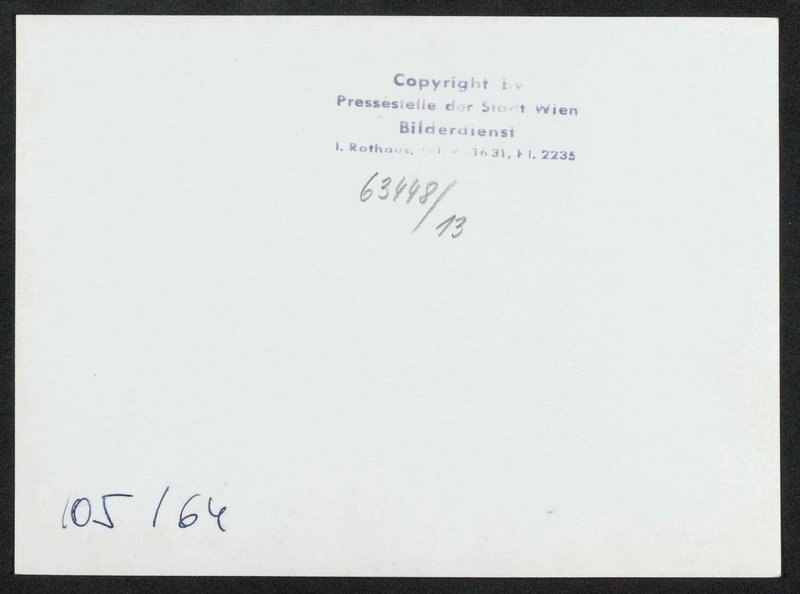 Copyright by
Pressestelle der Stadt Wien
Bilderdienst
I. Rathaus, 1631, Kl. 2235
63448/13
105 / 64